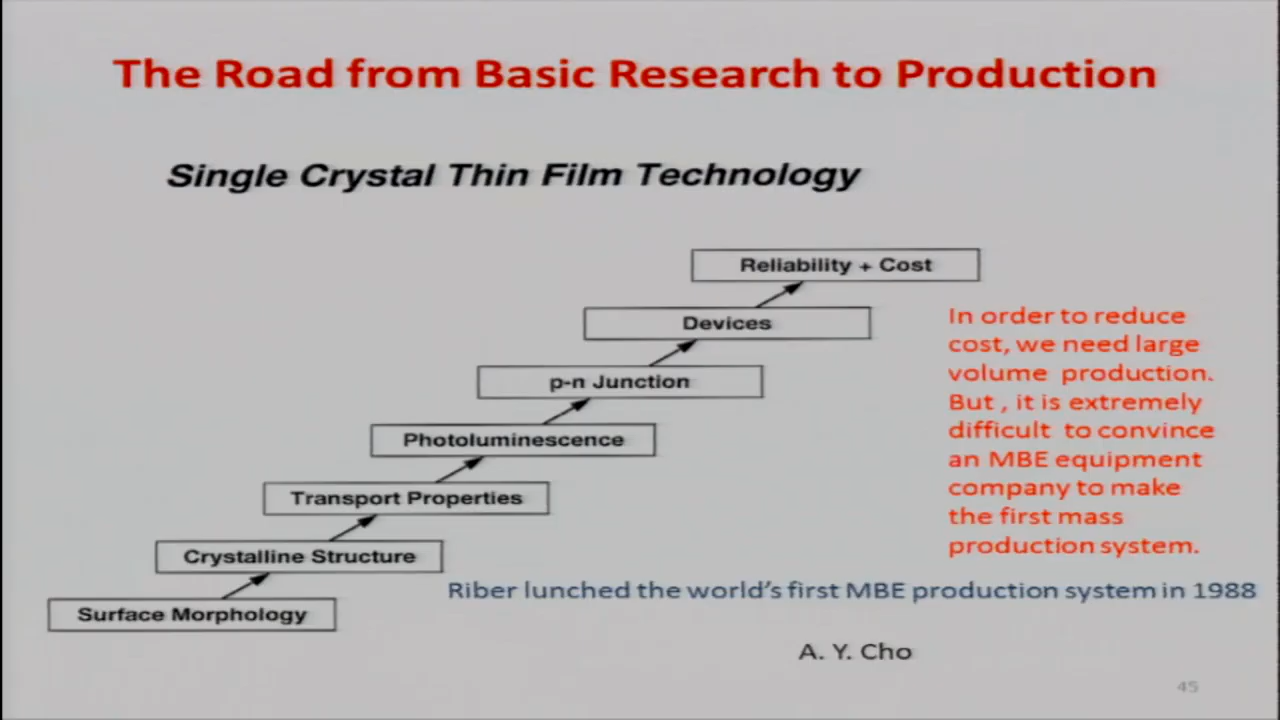 The Road from Basic Research to Production
Single Crystal Thin Film Technology
Reliability + Cost
Devices
p-n Junction
Photoluminescence
Transport Properties
Crystalline Structure
Surface Morphology
In order to reduce
cost, we need large
volume production.
But , it is extremely
difficult to convince
an MBE equipment
company to make
the first mass
production system.
Riber lunched the world's first MBE production system in 1988
A. Y. Cho
45